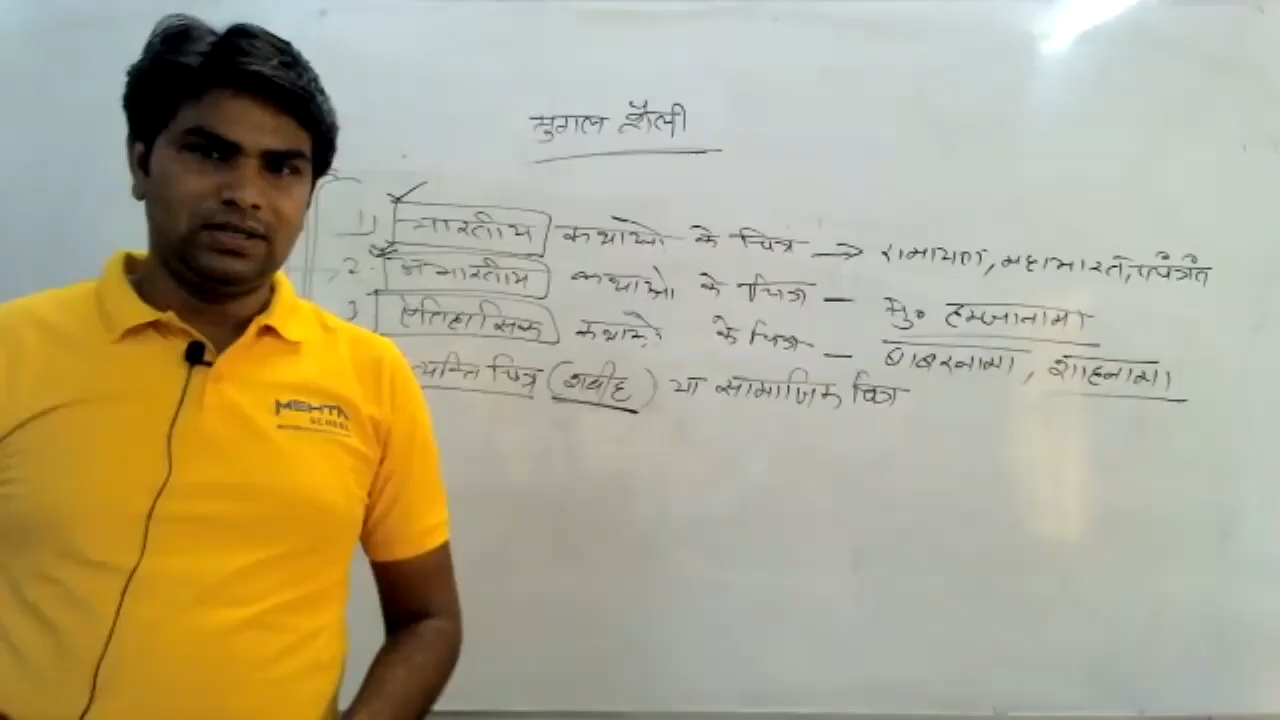 मुगल शैली
1) भारतीय कथाओ के चित्र → रामायण, महाभारत, पंचतंत्र
2. अभारतीय कथाओ के चित्र — मु० हम्जानामा
3 ऐतिहासिक कथाओ के चित्र — बाबरनामा, शाहनामा
व्यक्ति चित्र (शबीह) या सामाजिक चित्र
MEHTA
SCHOOL